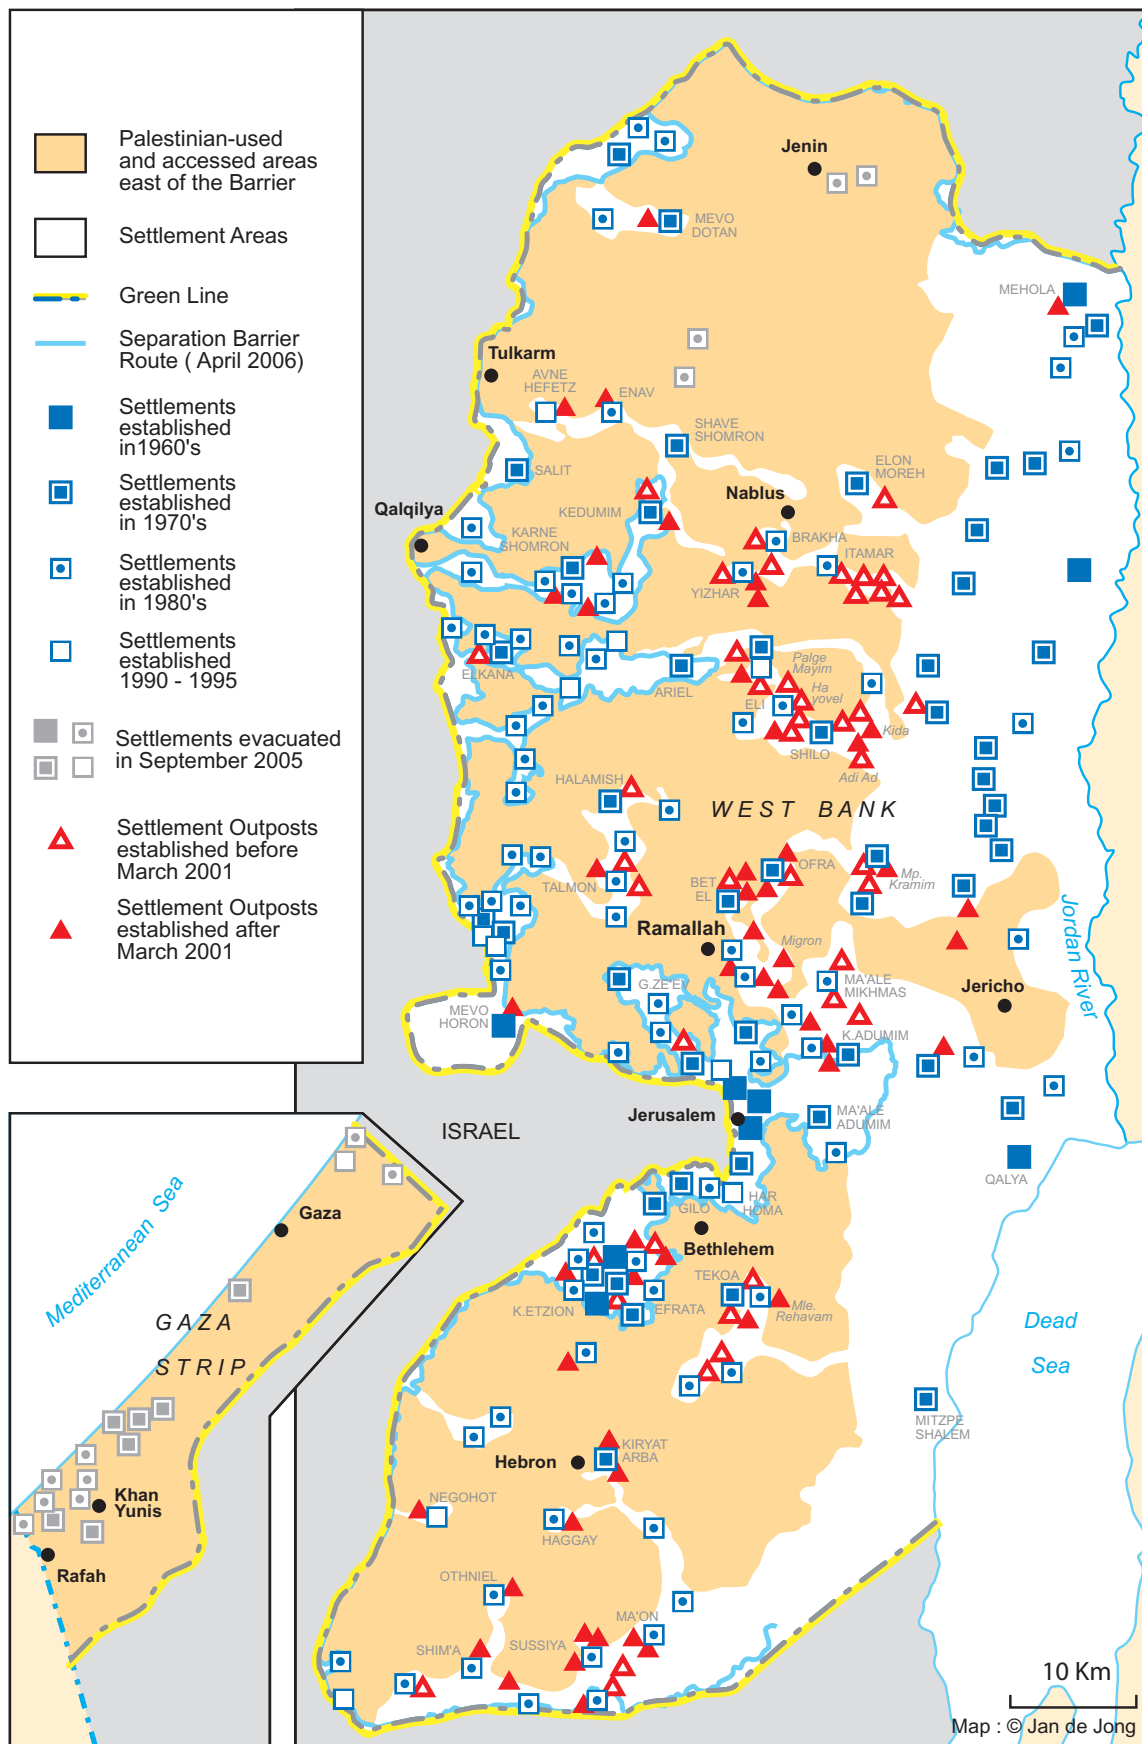 Palestinian-used
and accessed areas
east of the Barrier
Settlement Areas
Green Line
Separation Barrier
Route ( April 2006)
Settlements
established
in1960's
Settlements
established
in 1970's
Settlements
established
in 1980's
Settlements
established
1990 - 1995
Settlements evacuated
in September 2005
Settlement Outposts
established before
March 2001
Settlement Outposts
established after
March 2001
Jenin
MEVO
DOTAN
MEHOLA
Tulkarm
AVNE
HEFETZ
ENAV
SHAVE
SHOMRON
SALIT
ELON
MOREH
KEDUMIM
Nablus
Qalqilya
KARNE
SHOMRON
BRAKHA
ITAMAR
YIZHAR
ELKANA
ARIEL
Palge
Mayim
ELI
Ha
yovel
SHILO
Kida
Adi Ad
HALAMISH
WEST BANK
TALMON
BET
EL
OFRA
Mp.
Kramim
Ramallah
Migron
Jordan River
G.ZE'EV
MA'ALE
MIKHMAS
Jericho
MEVO
HORON
K.ADUMIM
Jerusalem
ISRAEL
MA'ALE
ADUMIM
QALYA
GILO
HAR
HOMA
Bethlehem
TEKOA
K.ETZION
EFRATA
Mle.
Rehavam
Dead
Sea
MITZPE
SHALEM
KIRYAT
ARBA
Hebron
NEGOHOT
HAGGAY
OTHNIEL
MA'ON
SHIM'A
SUSSIYA
Mediterranean Sea
Gaza
GAZA
STRIP
Khan
Yunis
Rafah
10 Km
Map : © Jan de Jong